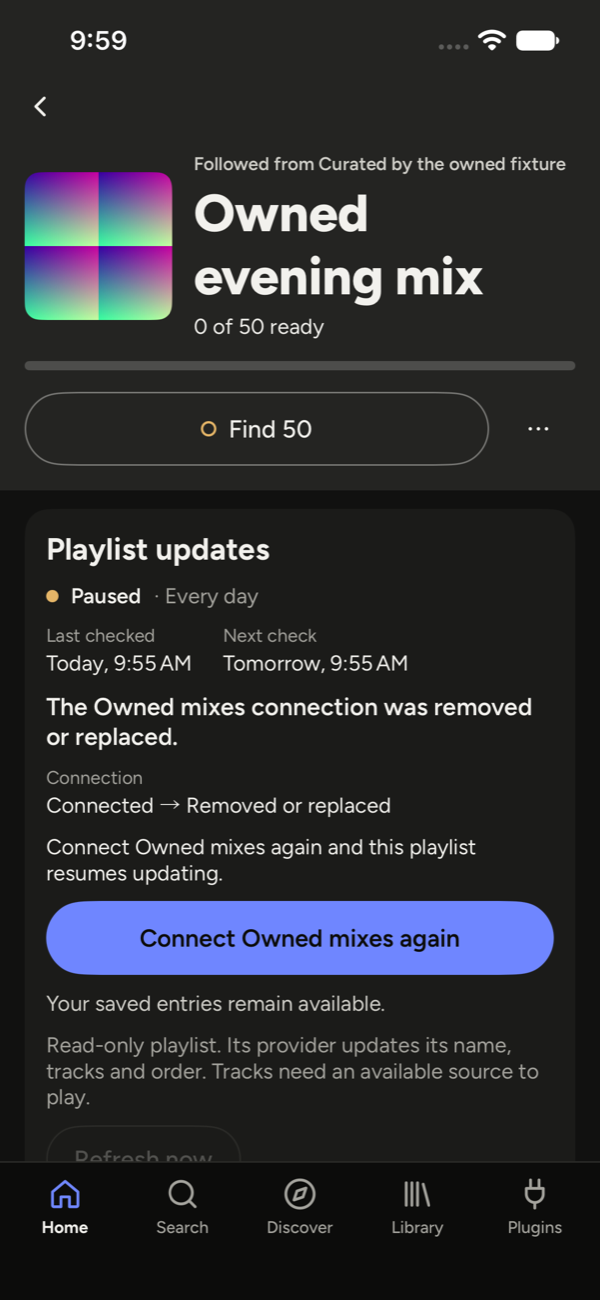 9:59
Followed from Curated by the owned fixture
Owned
evening mix
0 of 50 ready
Find 50
Playlist updates
Paused · Every day
Last checked Next check
Today, 9:55 AM Tomorrow, 9:55 AM
The Owned mixes connection was removed
or replaced.
Connection
Connected → Removed or replaced
Connect Owned mixes again and this playlist
resumes updating.
Connect Owned mixes again
Your saved entries remain available.
Read-only playlist. Its provider updates its name,
tracks and order. Tracks need an available source to
play.
Refresh now
Home Search Discover Library Plugins